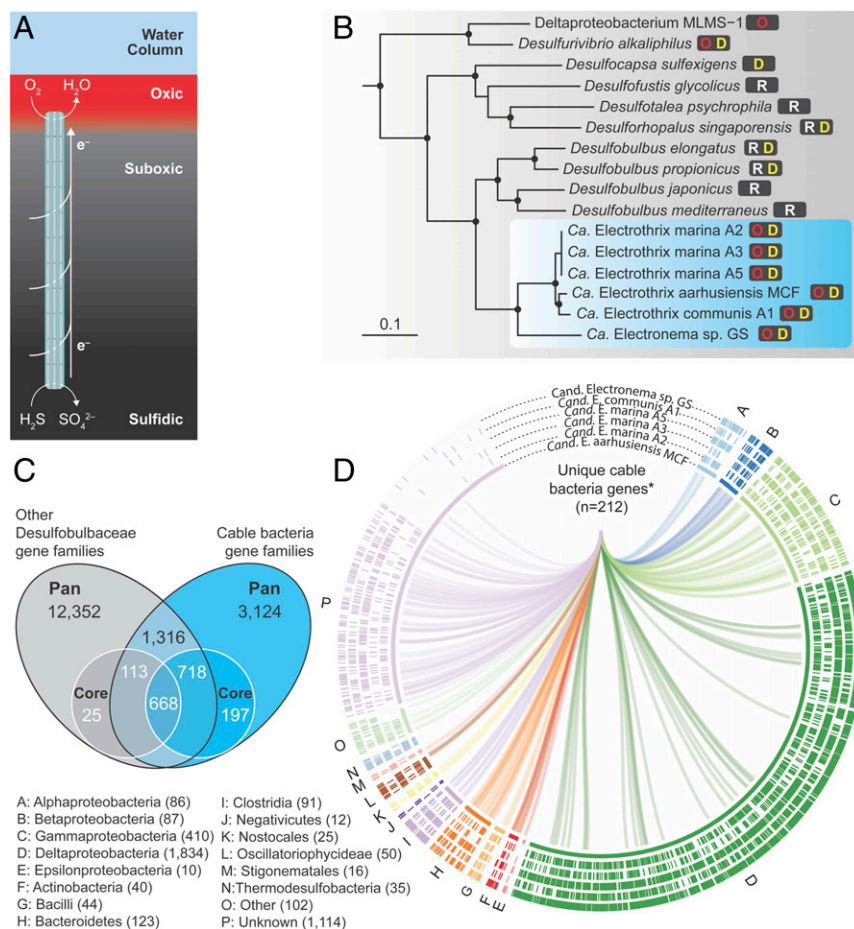 A
Water
Column
O2 H2O
Oxic
e–
Suboxic
e–
H2S SO4 2–
Sulfidic
B
Deltaproteobacterium MLMS-1 O
Desulfurivibrio alkaliphilus O D
Desulfocapsa sulfexigens D
Desulfofustis glycolicus R
Desulfotalea psychrophila R
Desulforhopalus singaporensis R D
Desulfobulbus elongatus R D
Desulfobulbus propionicus R D
Desulfobulbus japonicus R
Desulfobulbus mediterraneus R
Ca. Electrothrix marina A2 O D
Ca. Electrothrix marina A3 O D
Ca. Electrothrix marina A5 O D
Ca. Electrothrix aarhusiensis MCF O D
Ca. Electrothrix communis A1 O D
Ca. Electronema sp. GS O D
0.1
C
Other
Desulfobulbaceae
gene families
Cable bacteria
gene families
Pan
12,352
Pan
3,124
1,316
113
718
Core
25
668
Core
197
D
Cand. Electronema sp. GS
Cand. E. communis A1
Cand. E. marina A5
Cand. E. marina A3
Cand. E. marina A2
Cand. E. aarhusiensis MCF
Unique cable
bacteria genes*
(n=212)
A
B
C
D
E
F
G
H
I
J
K
L
M
N
O
P
A: Alphaproteobacteria (86)
B: Betaproteobacteria (87)
C: Gammaproteobacteria (410)
D: Deltaproteobacteria (1,834)
E: Epsilonproteobacteria (10)
F: Actinobacteria (40)
G: Bacilli (44)
H: Bacteroidetes (123)
I: Clostridia (91)
J: Negativicutes (12)
K: Nostocales (25)
L: Oscillatoriophycideae (50)
M: Stigonematales (16)
N:Thermodesulfobacteria (35)
O: Other (102)
P: Unknown (1,114)